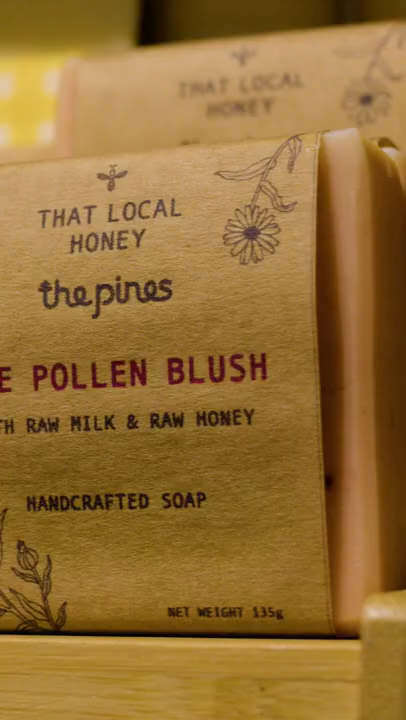 THAT LOCAL
HONEY
THAT LOCAL
HONEY
the pines
E POLLEN BLUSH
TH RAW MILK & RAW HONEY
HANDCRAFTED SOAP
NET WEIGHT 135g